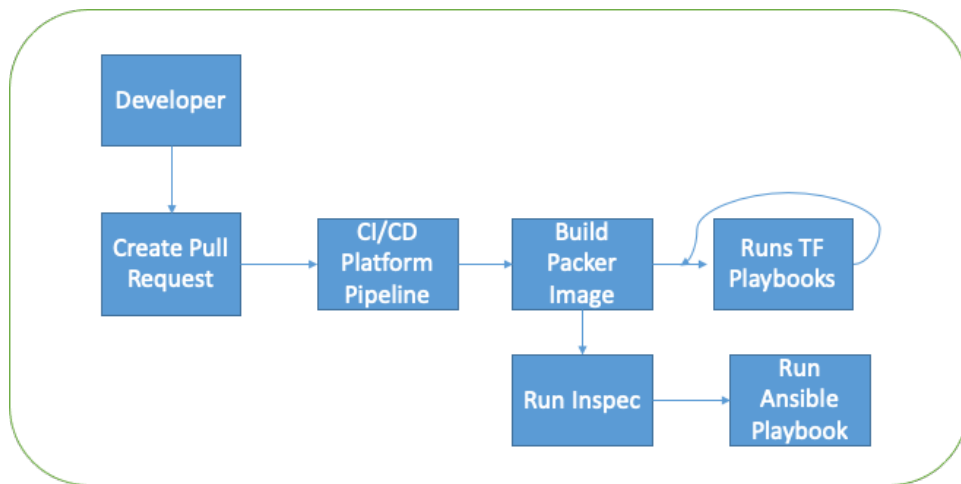 Developer
Create Pull
Request
CI/CD
Platform
Pipeline
Build
Packer
Image
Runs TF
Playbooks
Run Inspec
Run
Ansible
Playbook